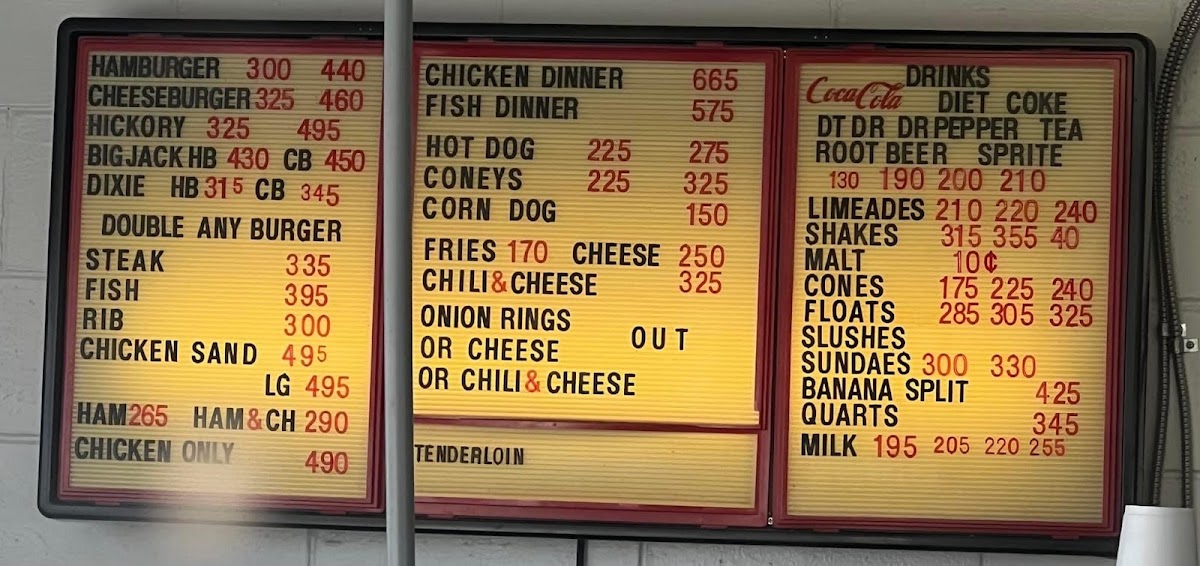 HAMBURGER 300 440
CHEESEBURGER 325 460
HICKORY 325 495
BIG JACK HB 430 CB 450
DIXIE HB 315 CB 345
DOUBLE ANY BURGER
STEAK 335
FISH 395
RIB 300
CHICKEN SAND 495
LG 495
HAM 265 HAM & CH 290
CHICKEN ONLY 490
CHICKEN DINNER 665
FISH DINNER 575
HOT DOG 225 275
CONEYS 225 325
CORN DOG 150
FRIES 170 CHEESE 250
CHILI & CHEESE 325
ONION RINGS
OUT
OR CHEESE
OR CHILI & CHEESE
TENDERLOIN
DRINKS
Coca Cola DIET COKE
DT DR DR PEPPER TEA
ROOT BEER SPRITE
130 190 200 210
LIMEADES 210 220 240
SHAKES 315 355 40
MALT 10¢
CONES 175 225 240
FLOATS 285 305 325
SLUSHES
SUNDAES 300 330
BANANA SPLIT 425
QUARTS 345
MILK 195 205 220 255